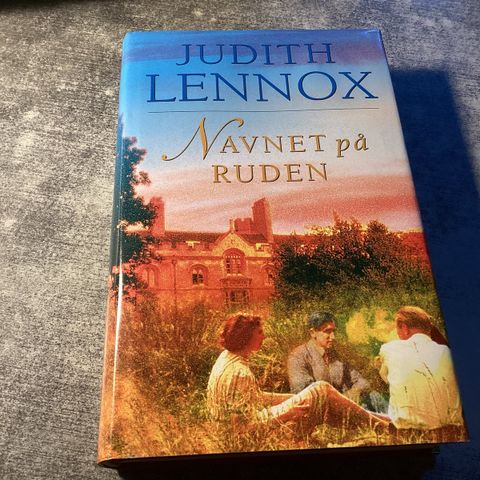 JUDITH
LENNOX
NAVNET på
RUDEN